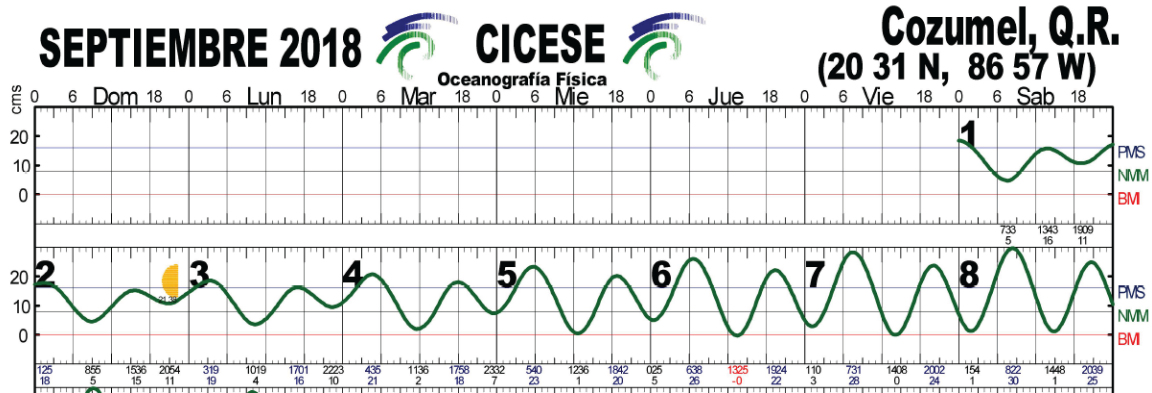 SEPTIEMBRE 2018 CICESE Cozumel, Q.R.
Oceanografía Física (20 31 N, 86 57 W)
cms 0 6 Dom 18 0 6 Lun 18 0 6 Mar 18 0 6 Mie 18 0 6 Jue 18 0 6 Vie 18 0 6 Sab 18
1
20
PMS
10
NMM
0
BMI
733 1343 1909
5 16 11
2 3 4 5 6 7 8
20
21:38
PMS
10
NMM
0
BMI
125 855 1536 2054 319 1019 1701 2223 435 1136 1758 2332 540 1236 1842 025 638 1325 1924 110 731 1408 2002 154 822 1448 2039
18 5 15 11 19 4 16 10 21 2 18 7 23 1 20 5 26 -0 22 3 28 0 24 1 30 1 25